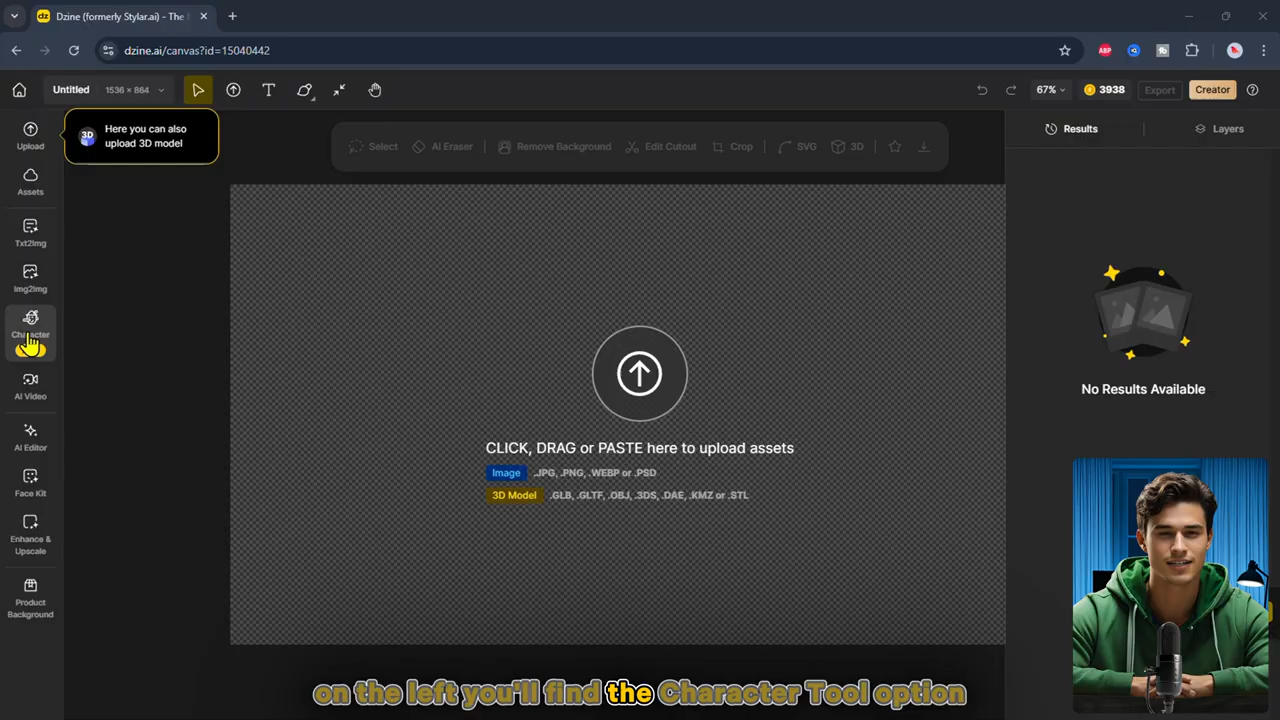 dz Dzine (formerly Stylar.ai) - The
dzine.ai/canvas?id=15040442
ABP
Untitled 1536 × 864 T 67% 3938 Export Creator
Upload
3D Here you can also
upload 3D model
Select AI Eraser Remove Background Edit Cutout Crop SVG 3D
Results Layers
Assets
Txt2Img
Img2Img
Character
AI Video
AI Editor
Face Kit
Enhance &
Upscale
Product
Background
CLICK, DRAG or PASTE here to upload assets
Image .JPG, .PNG, .WEBP or .PSD
3D Model .GLB, .GLTF, .OBJ, .3DS, .DAE, .KMZ or .STL
No Results Available
on the left you'll find the Character Tool option